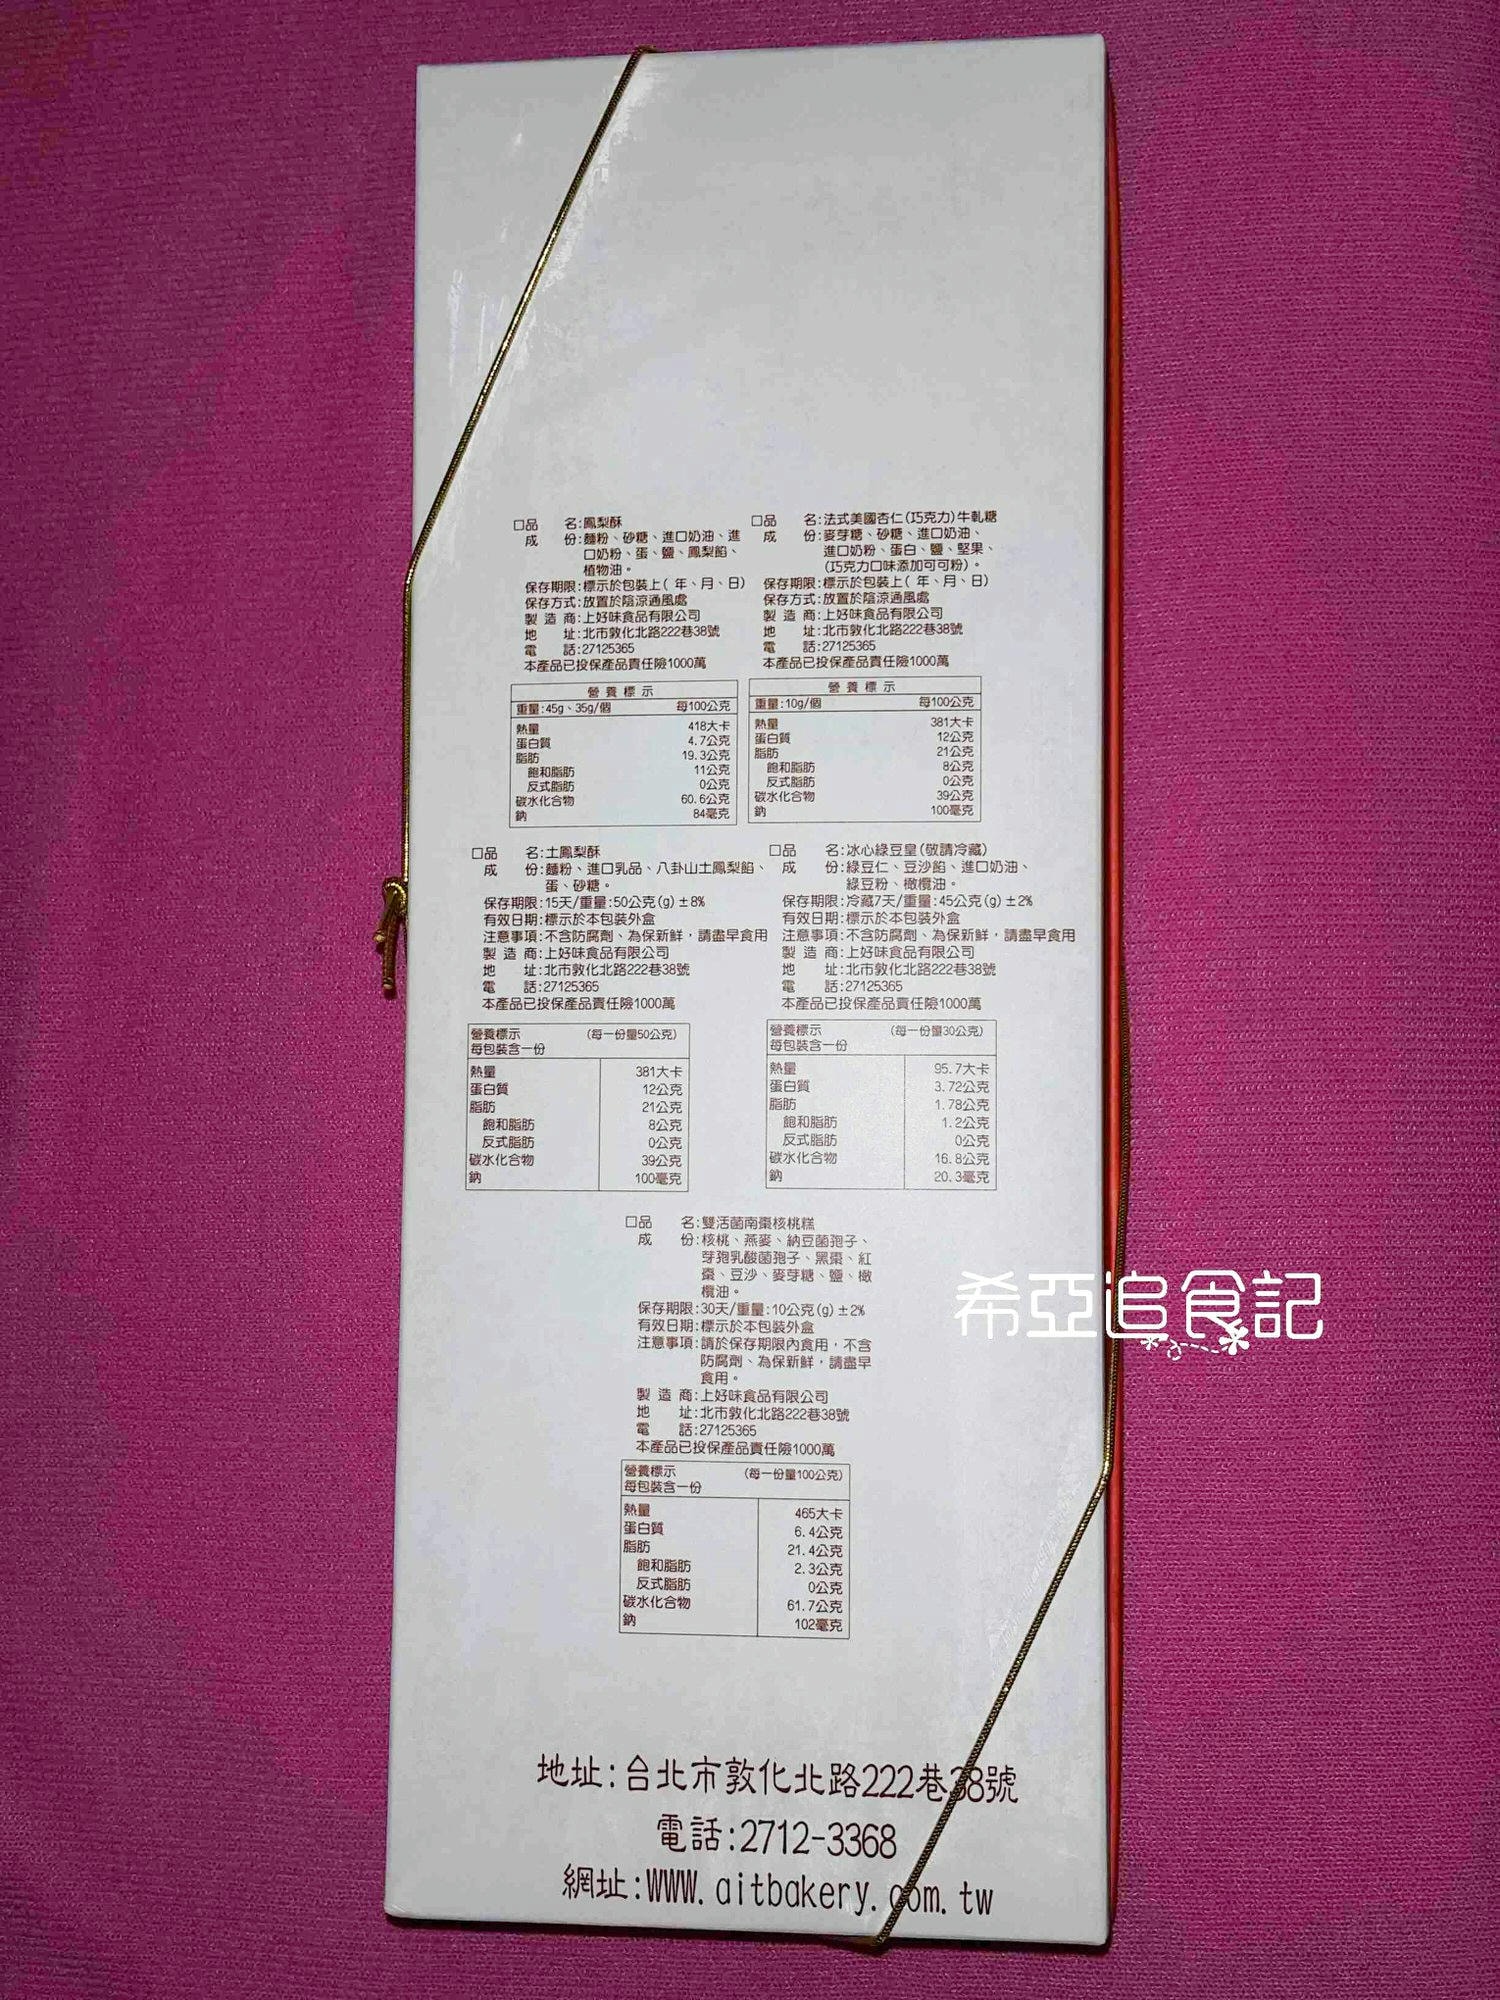 □品　名:鳳梨酥
成　份:麵粉、砂糖、進口奶油、進
口奶粉、蛋、鹽、鳳梨餡、
植物油。
保存期限:標示於包裝上(年、月、日)
保存方式:放置於陰涼通風處
製造商:上好味食品有限公司
地　址:北市敦化北路222巷38號
電　話:27125365
本產品已投保產品責任險1000萬
營養標示
重量:45g、35g/個　每100公克
熱量　418大卡
蛋白質　4.7公克
脂肪　19.3公克
飽和脂肪　11公克
反式脂肪　0公克
碳水化合物　60.6公克
鈉　84毫克
□品　名:法式美國杏仁(巧克力)牛軋糖
成　份:麥芽糖、砂糖、進口奶油、
進口奶粉、蛋白、鹽、堅果、
(巧克力口味添加可可粉)。
保存期限:標示於包裝上(年、月、日)
保存方式:放置於陰涼通風處
製造商:上好味食品有限公司
地　址:北市敦化北路222巷38號
電　話:27125365
本產品已投保產品責任險1000萬
營養標示
重量:10g/個　每100公克
熱量　381大卡
蛋白質　12公克
脂肪　21公克
飽和脂肪　8公克
反式脂肪　0公克
碳水化合物　39公克
鈉　100毫克
□品　名:土鳳梨酥
成　份:麵粉、進口乳品、八卦山土鳳梨餡、
蛋、砂糖。
保存期限:15天/重量:50公克(g)±8%
有效日期:標示於本包裝外盒
注意事項:不含防腐劑、為保新鮮，請盡早食用
製造商:上好味食品有限公司
地　址:北市敦化北路222巷38號
電　話:27125365
本產品已投保產品責任險1000萬
營養標示　(每一份量50公克)
每包裝含一份
熱量　381大卡
蛋白質　12公克
脂肪　21公克
飽和脂肪　8公克
反式脂肪　0公克
碳水化合物　39公克
鈉　100毫克
□品　名:冰心綠豆皇(敬請冷藏)
成　份:綠豆仁、豆沙餡、進口奶油、
綠豆粉、橄欖油。
保存期限:冷藏7天/重量:45公克(g)±2%
有效日期:標示於本包裝外盒
注意事項:不含防腐劑、為保新鮮，請盡早食用
製造商:上好味食品有限公司
地　址:北市敦化北路222巷38號
電　話:27125365
本產品已投保產品責任險1000萬
營養標示　(每一份量30公克)
每包裝含一份
熱量　95.7大卡
蛋白質　3.72公克
脂肪　1.78公克
飽和脂肪　1.2公克
反式脂肪　0公克
碳水化合物　16.8公克
鈉　20.3毫克
□品　名:雙活菌南棗核桃糕
成　份:核桃、燕麥、納豆菌孢子、
芽孢乳酸菌孢子、黑棗、紅
棗、豆沙、麥芽糖、鹽、橄
欖油。
保存期限:30天/重量:10公克(g)±2%
有效日期:標示於本包裝外盒
注意事項:請於保存期限內食用，不含
防腐劑、為保新鮮，請盡早
食用。
製造商:上好味食品有限公司
地　址:北市敦化北路222巷38號
電　話:27125365
本產品已投保產品責任險1000萬
營養標示　(每一份量100公克)
每包裝含一份
熱量　465大卡
蛋白質　6.4公克
脂肪　21.4公克
飽和脂肪　2.3公克
反式脂肪　0公克
碳水化合物　61.7公克
鈉　102毫克
希亞追食記
地址:台北市敦化北路222巷38號
電話:2712-3368
網址:WWW.aitbakery.com.tw